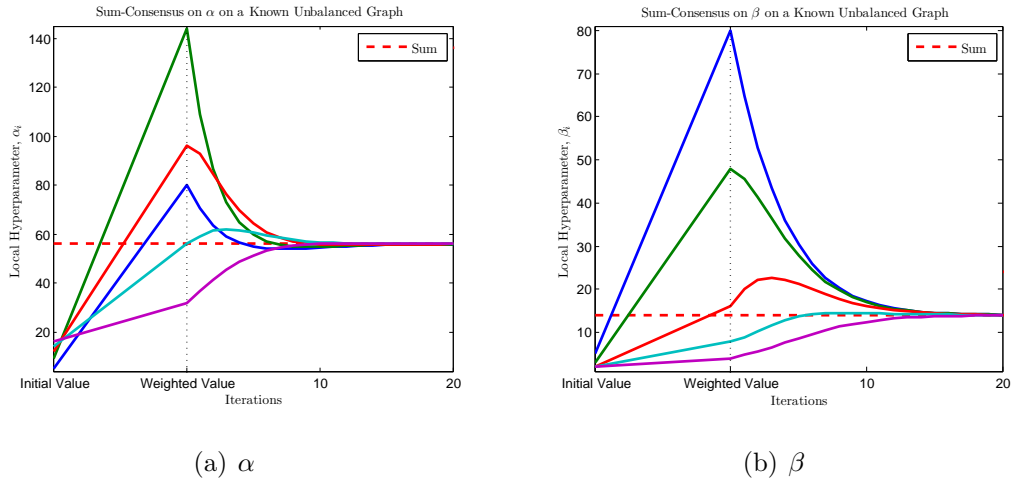 Sum-Consensus on α on a Known Unbalanced Graph
Local Hyperparameter, αᵢ
140
120
100
80
60
40
20
Sum
Initial Value
Weighted Value
10
20
Iterations
(a) α
Sum-Consensus on β on a Known Unbalanced Graph
Local Hyperparameter, βᵢ
80
70
60
50
40
30
20
10
Sum
Initial Value
Weighted Value
10
20
Iterations
(b) β